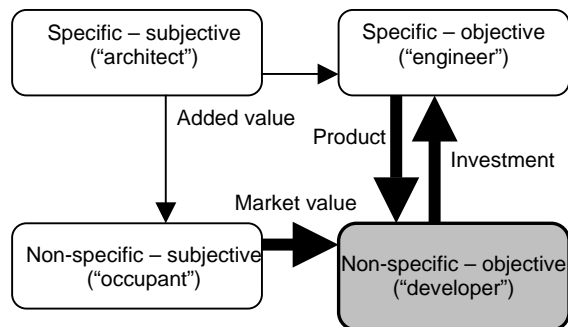 Specific – subjective
(“architect”)
Specific – objective
(“engineer”)
Added value
Product
Investment
Market value
Non-specific – subjective
(“occupant”)
Non-specific – objective
(“developer”)